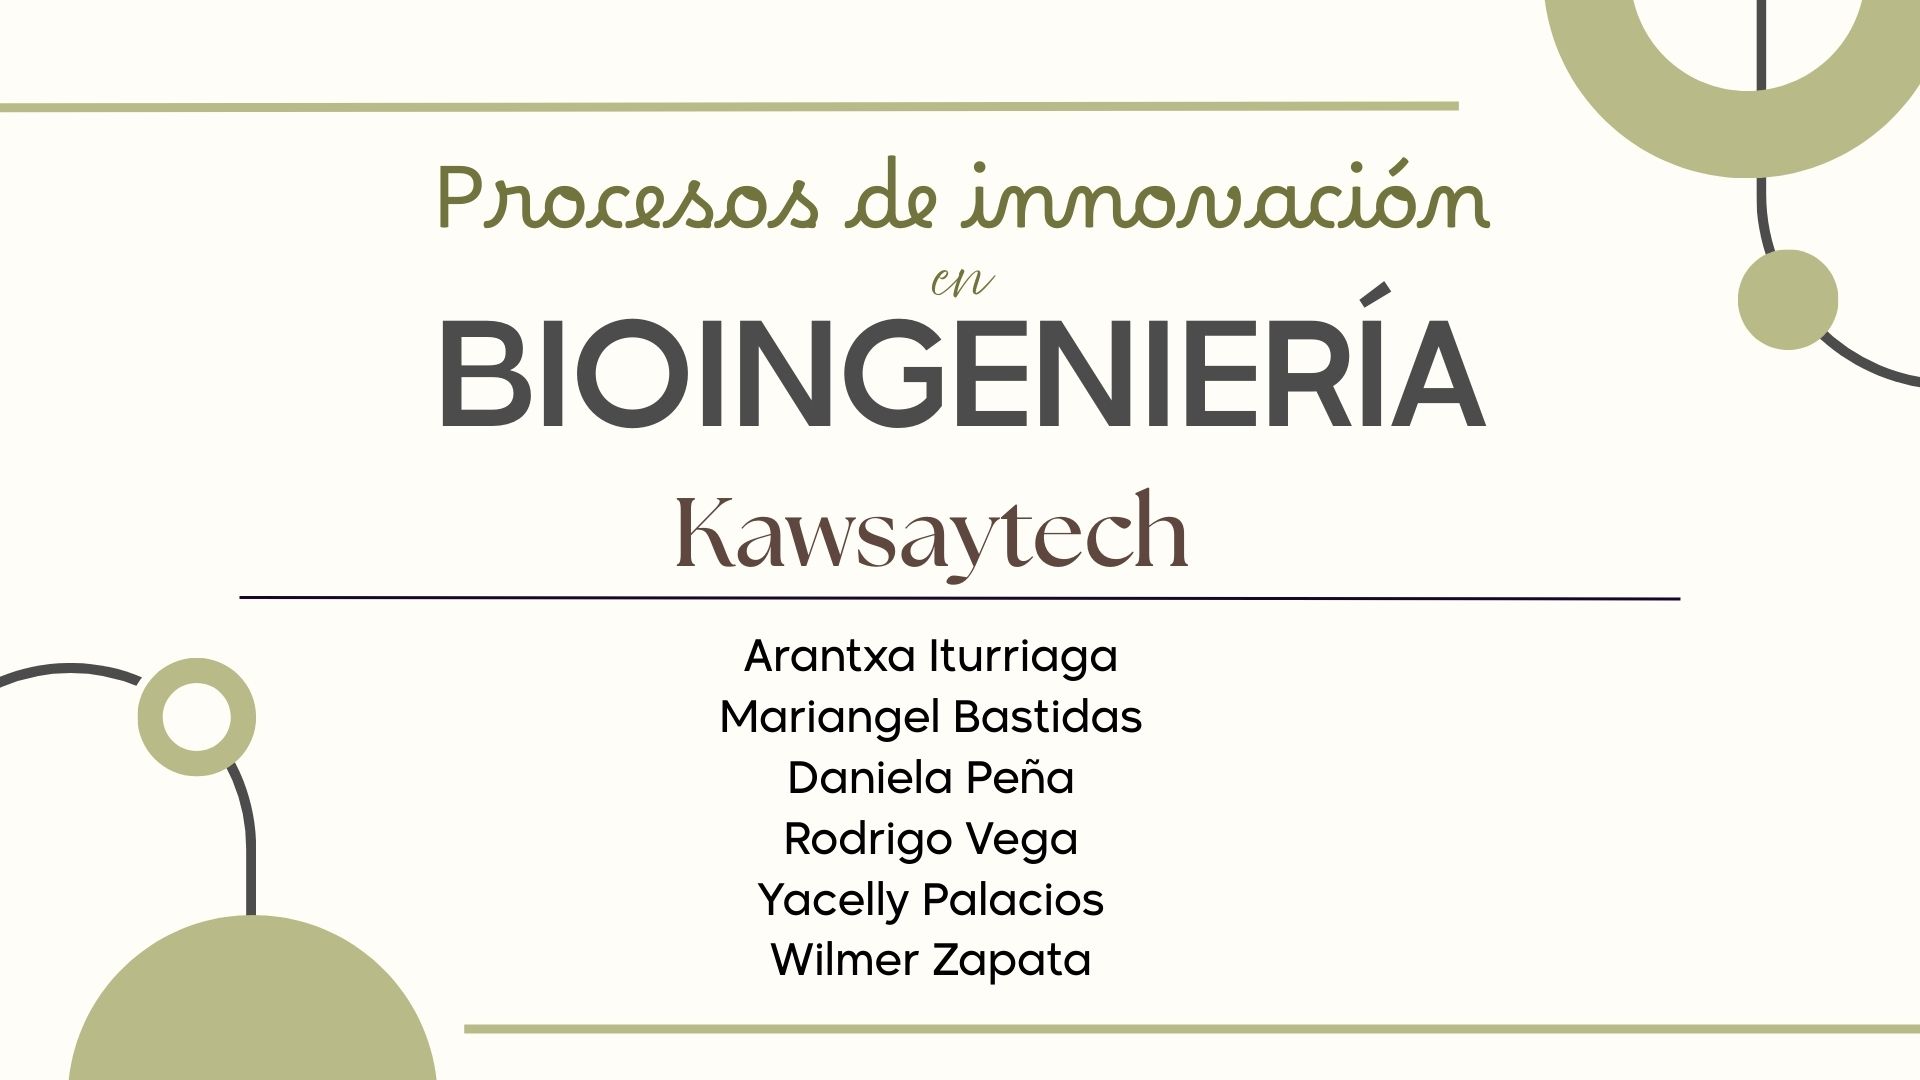 Procesos de innovación
en
BIOINGENIERÍA
Kawsaytech
Arantxa Iturriaga
Mariangel Bastidas
Daniela Peña
Rodrigo Vega
Yacelly Palacios
Wilmer Zapata